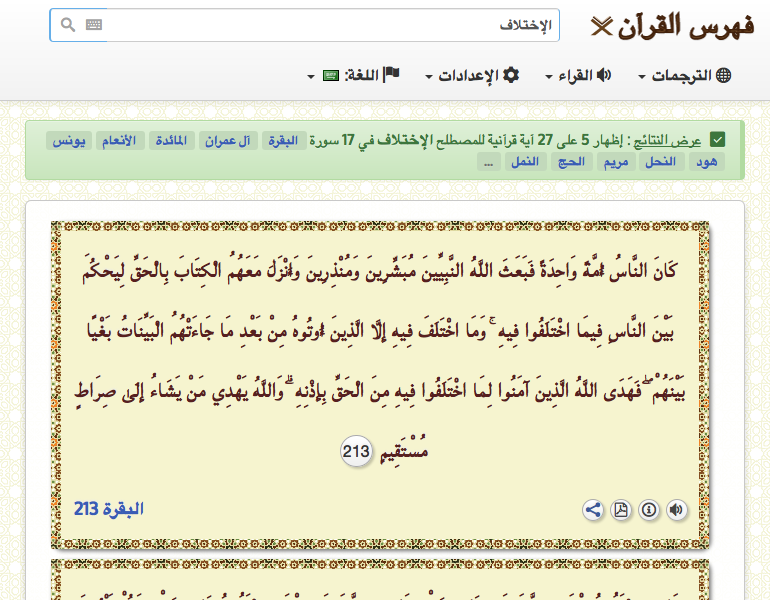 فهرس القرآن
الإختلاف
الترجمات
القراء
الإعدادات
اللغة:
عرض النتائج : إظهار 5 على 27 آية قرآنية للمصطلح الإختلاف في 17 سورة البقرة آل عمران المائدة الأنعام يونس
هود النحل مريم الحج النمل ...
كَانَ النَّاسُ أُمَّةً وَاحِدَةً فَبَعَثَ اللَّهُ النَّبِيِّينَ مُبَشِّرِينَ وَمُنْذِرِينَ وَأَنْزَلَ مَعَهُمُ الْكِتَابَ بِالْحَقِّ لِيَحْكُمَ
بَيْنَ النَّاسِ فِيمَا اخْتَلَفُوا فِيهِ ۚ وَمَا اخْتَلَفَ فِيهِ إِلَّا الَّذِينَ أُوتُوهُ مِنْ بَعْدِ مَا جَاءَتْهُمُ الْبَيِّنَاتُ بَغْيًا
بَيْنَهُمْ ۖ فَهَدَى اللَّهُ الَّذِينَ آمَنُوا لِمَا اخْتَلَفُوا فِيهِ مِنَ الْحَقِّ بِإِذْنِهِ ۗ وَاللَّهُ يَهْدِي مَنْ يَشَاءُ إِلَىٰ صِرَاطٍ
مُسْتَقِيمٍ 213
البقرة 213